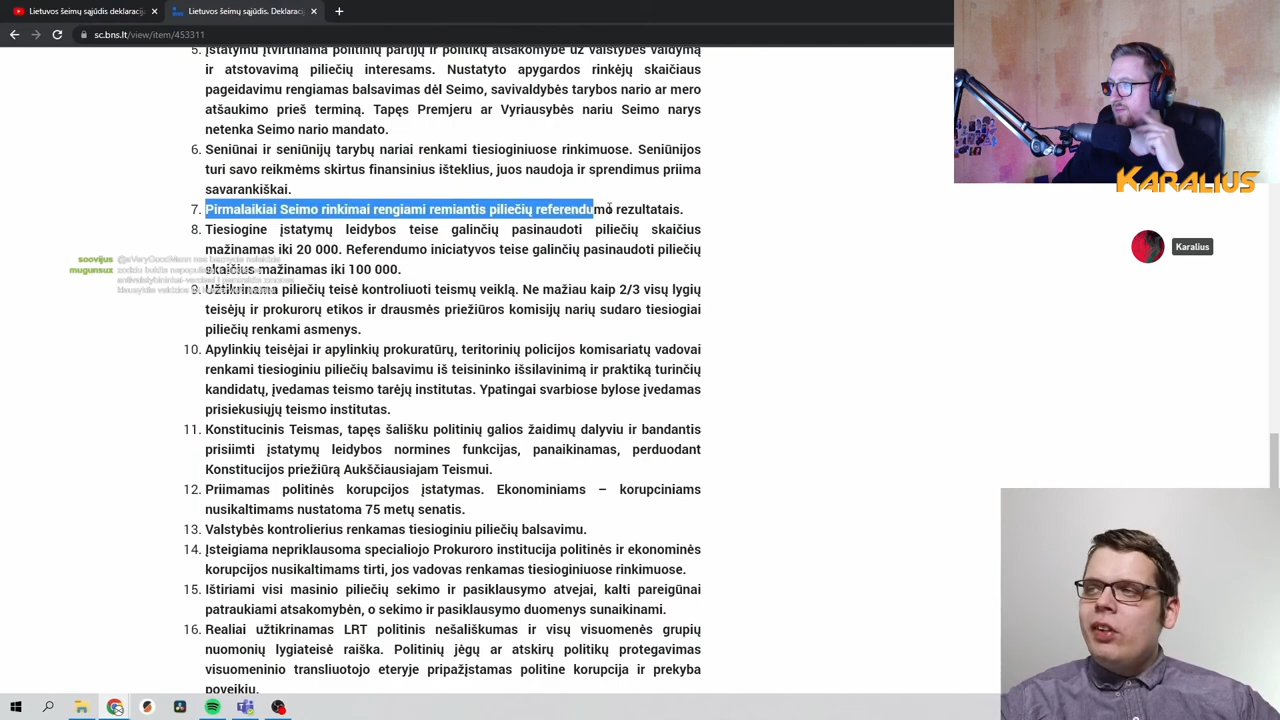 Lietuvos šeimų sąjūdis deklaracija
Lietuvos šeimų sąjūdis. Deklarac
sc.bns.lt/view/item/453311
5. Įstatymu įtvirtinama politinių partijų ir politikų atsakomybė už valstybės valdymą
ir atstovavimą piliečių interesams. Nustatyto apygardos rinkėjų skaičiaus
pageidavimu rengiamas balsavimas dėl Seimo, savivaldybės tarybos nario ar mero
atšaukimo prieš terminą. Tapęs Premjeru ar Vyriausybės nariu Seimo narys
netenka Seimo nario mandato.
6. Seniūnai ir seniūnijų tarybų nariai renkami tiesioginiuose rinkimuose. Seniūnijos
turi savo reikmėms skirtus finansinius išteklius, juos naudoja ir sprendimus priima
savarankiškai.
7. Pirmalaikiai Seimo rinkimai rengiami remiantis piliečių referendumo rezultatais.
8. Tiesiogine įstatymų leidybos teise galinčių pasinaudoti piliečių skaičius
mažinamas iki 20 000. Referendumo iniciatyvos teise galinčių pasinaudoti piliečių
skaičius mažinamas iki 100 000.
9. Užtikrinama piliečių teisė kontroliuoti teismų veiklą. Ne mažiau kaip 2/3 visų lygių
teisėjų ir prokurorų etikos ir drausmės priežiūros komisijų narių sudaro tiesiogiai
piliečių renkami asmenys.
10. Apylinkių teisėjai ir apylinkių prokuratūrų, teritorinių policijos komisariatų vadovai
renkami tiesioginiu piliečių balsavimu iš teisininko išsilavinimą ir praktiką turinčių
kandidatų, įvedamas teismo tarėjų institutas. Ypatingai svarbiose bylose įvedamas
prisiekusiųjų teismo institutas.
11. Konstitucinis Teismas, tapęs šališku politinių galios žaidimų dalyviu ir bandantis
prisiimti įstatymų leidybos normines funkcijas, panaikinamas, perduodant
Konstitucijos priežiūrą Aukščiausiajam Teismui.
12. Priimamas politinės korupcijos įstatymas. Ekonominiams – korupciniams
nusikaltimams nustatoma 75 metų senatis.
13. Valstybės kontrolierius renkamas tiesioginiu piliečių balsavimu.
14. Įsteigiama nepriklausoma specialiojo Prokuroro institucija politinės ir ekonominės
korupcijos nusikaltimams tirti, jos vadovas renkamas tiesioginiuose rinkimuose.
15. Ištiriami visi masinio piliečių sekimo ir pasiklausymo atvejai, kalti pareigūnai
patraukiami atsakomybėn, o sekimo ir pasiklausymo duomenys sunaikinami.
16. Realiai užtikrinamas LRT politinis nešališkumas ir visų visuomenės grupių
nuomonių lygiateisė raiška. Politinių jėgų ar atskirų politikų protegavimas
visuomeninio transliuotojo eteryje pripažįstamas politine korupcija ir prekyba
poveikiu.
soovijus
mugunsux
@aVeryGoodMann
KARALIUS
Karalius